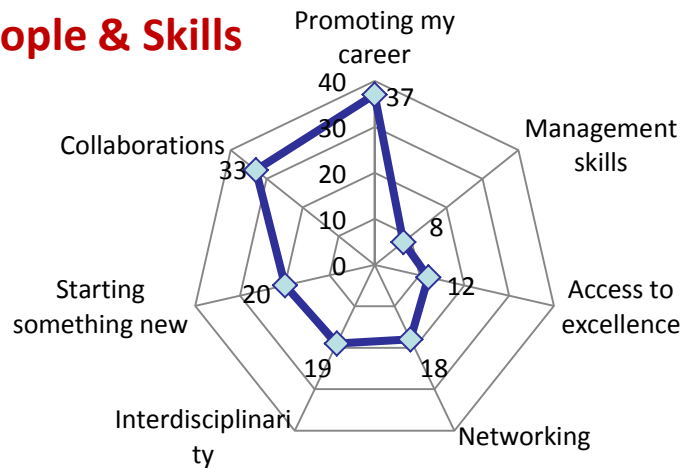 ople & Skills
Promoting my
career
40
37
30
Management
skills
Collaborations
33
20
10
8
0
Starting
something new
20
12
Access to
excellence
19
18
Interdisciplinari
ty
Networking